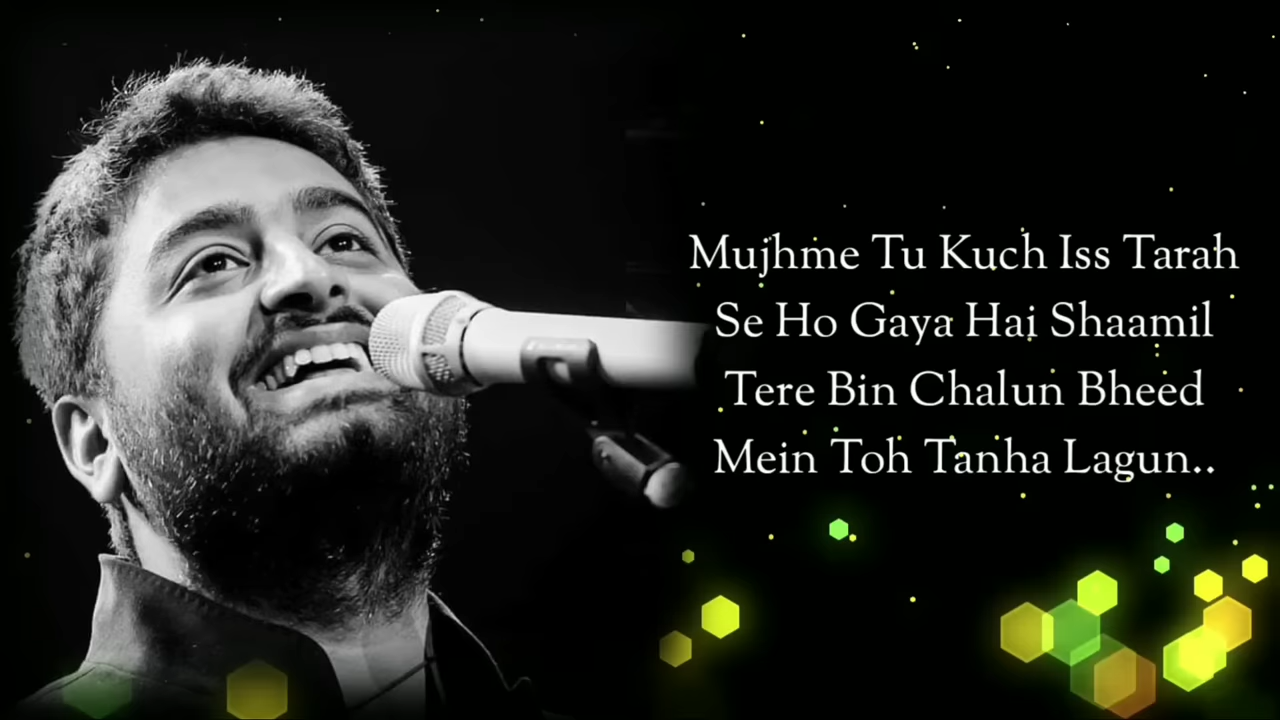 Mujhme Tu Kuch Iss Tarah
Se Ho Gaya Hai Shaamil
Tere Bin Chalun Bheed
Mein Toh Tanha Lagun..